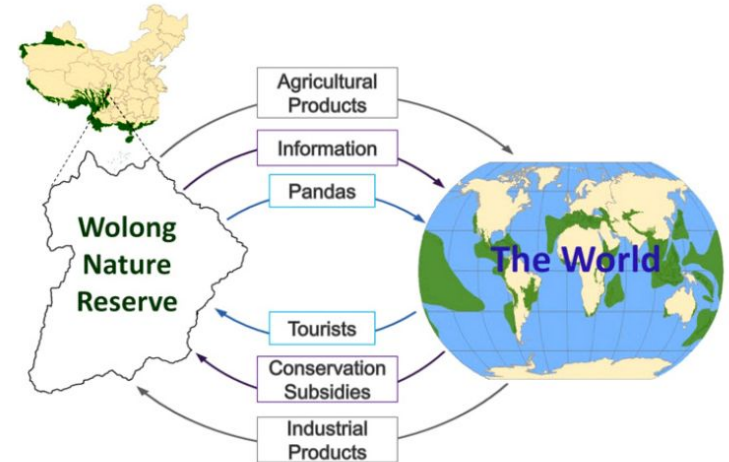 Agricultural
Products
Information
Pandas
Wolong
Nature
Reserve
The World
Tourists
Conservation
Subsidies
Industrial
Products